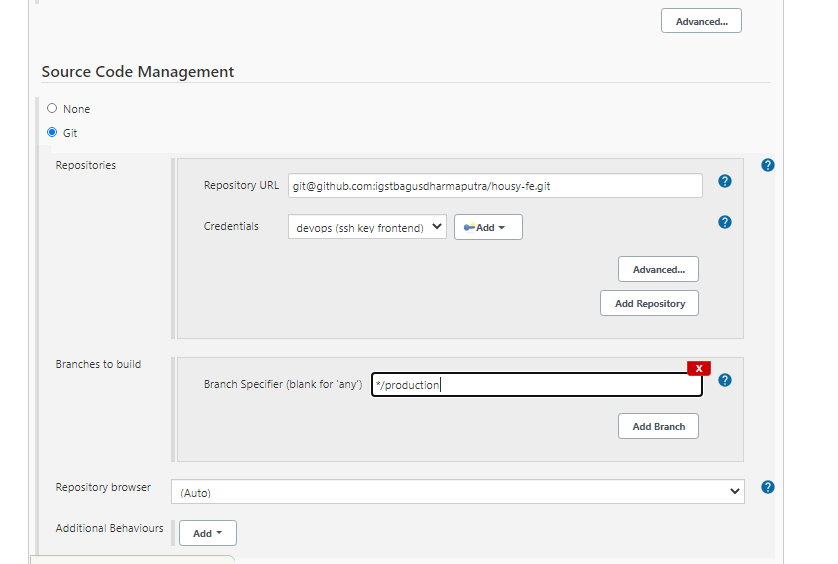 Advanced...
Source Code Management
None
Git
Repositories
Repository URL git@github.com:igstbagusdharmaputra/housy-fe.git
Credentials devops (ssh key frontend) Add
Advanced...
Add Repository
Branches to build
X
Branch Specifier (blank for 'any') */production
Add Branch
Repository browser (Auto)
Additional Behaviours Add